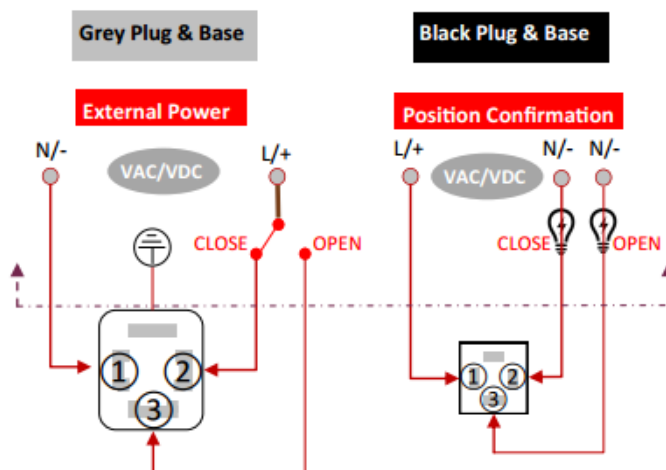 Grey Plug & Base
Black Plug & Base
External Power
Position Confirmation
N/-
VAC/VDC
L/+
L/+
VAC/VDC
N/-
N/-
CLOSE
OPEN
CLOSE
OPEN
1
2
3
1
2
3